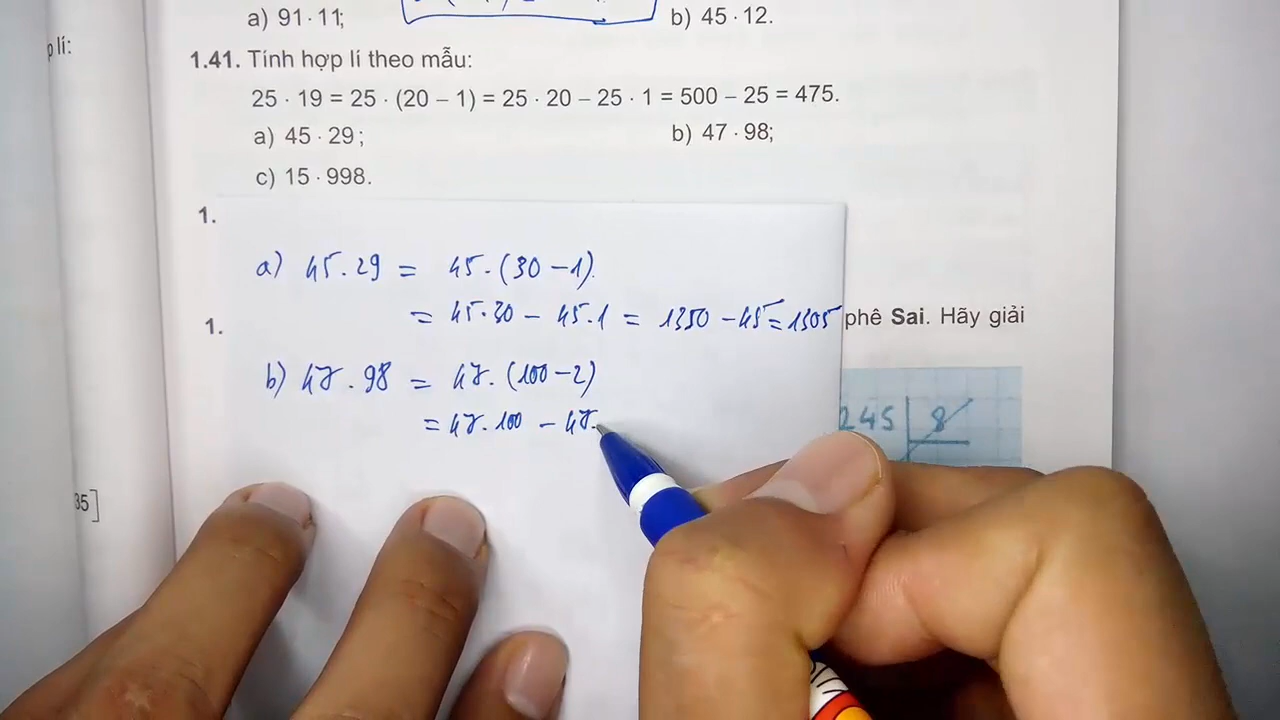 a) 91 · 11;
b) 45 · 12.
lí:
1.41. Tính hợp lí theo mẫu:
25 · 19 = 25 · (20 – 1) = 25 · 20 – 25 · 1 = 500 – 25 = 475.
a) 45 · 29;
b) 47 · 98;
c) 15 · 998.
1.
a) 45.29 = 45.(30-1).
= 45.30 - 45.1 = 1350 - 45 = 1305
1.
phê Sai. Hãy giải
b) 47.98 = 47.(100-2)
= 47.100 - 47.
245 8
35]